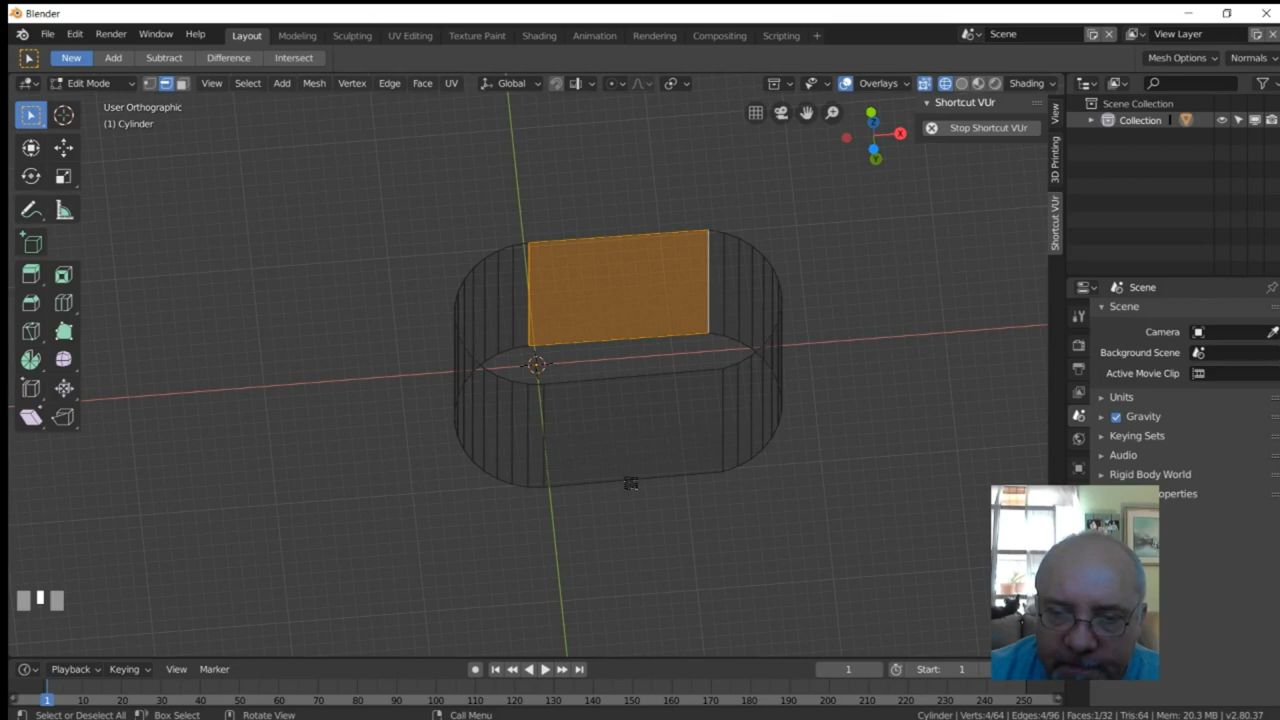 Blender
File Edit Render Window Help Layout Modeling Sculpting UV Editing Texture Paint Shading Animation Rendering Compositing Scripting + Scene View Layer
New Add Subtract Difference Intersect Mesh Options Normals
Edit Mode View Select Add Mesh Vertex Edge Face UV Global Overlays Shading
User Orthographic
(1) Cylinder
Shortcut VUr
Stop Shortcut VUr
X
Z
Y
View
3D Printing
Shortcut VUr
Scene Collection
Collection
Scene
Scene
Camera
Background Scene
Active Movie Clip
Units
Gravity
Keying Sets
Audio
Rigid Body World
roperties
Playback Keying View Marker 1 Start: 1
1 10 20 30 40 50 60 70 80 90 100 110 120 130 140 150 160 170 180 190 200 210 220 230 240 250
Select or Deselect All Box Select Rotate View Call Menu Cylinder | Verts:4/64 | Edges:4/96 | Faces:1/32 | Tris:64 | Mem: 20.3 MB | v2.80.37